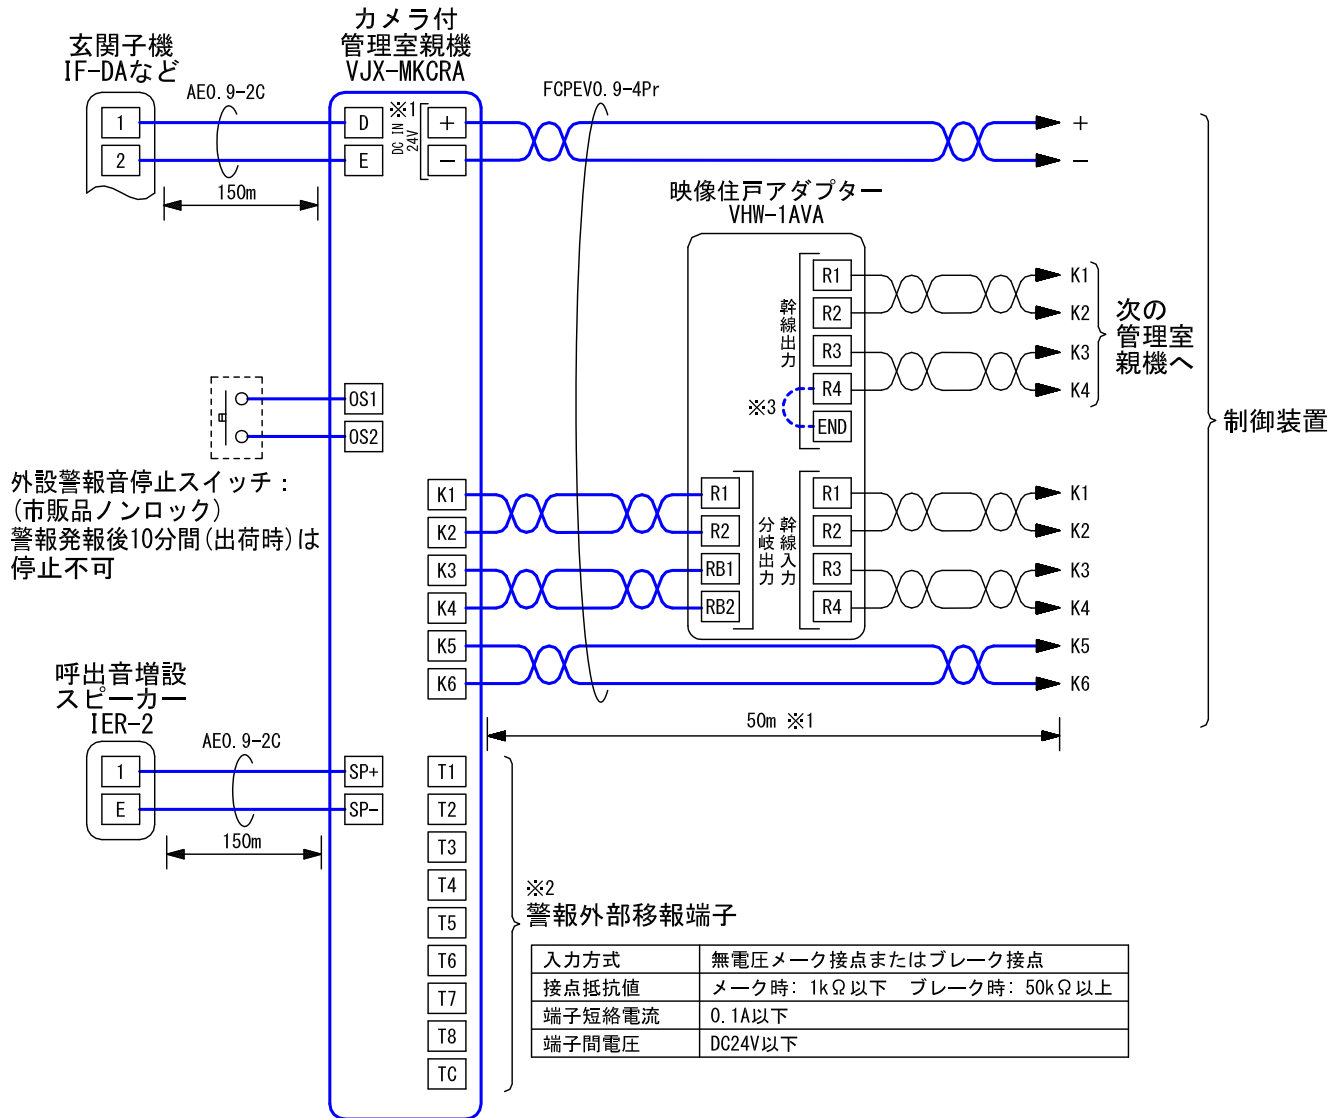 カメラ付
管理室親機
VJX-MKCRA
玄関子機
IF-DAなど
AE0.9-2C
1
2
150m
D
E
※1
DC IN
24V
+
−
FCPEV0.9-4Pr
+
−
映像住戸アダプター
VHW-1AVA
幹線出力
R1
R2
R3
R4
END
※3
K1
K2
K3
K4
次の
管理室
親機へ
制御装置
OS1
OS2
外設警報音停止スイッチ：
(市販品ノンロック)
警報発報後10分間(出荷時)は
停止不可
K1
K2
K3
K4
K5
K6
R1
R2
RB1
RB2
分岐出力
幹線入力
R1
R2
R3
R4
K1
K2
K3
K4
K5
K6
50m ※1
呼出音増設
スピーカー
IER-2
AE0.9-2C
1
E
150m
SP+
SP-
T1
T2
T3
T4
T5
T6
T7
T8
TC
※2
警報外部移報端子
入力方式 無電圧メーク接点またはブレーク接点
接点抵抗値 メーク時：1kΩ以下 ブレーク時：50kΩ以上
端子短絡電流 0.1A以下
端子間電圧 DC24V以下